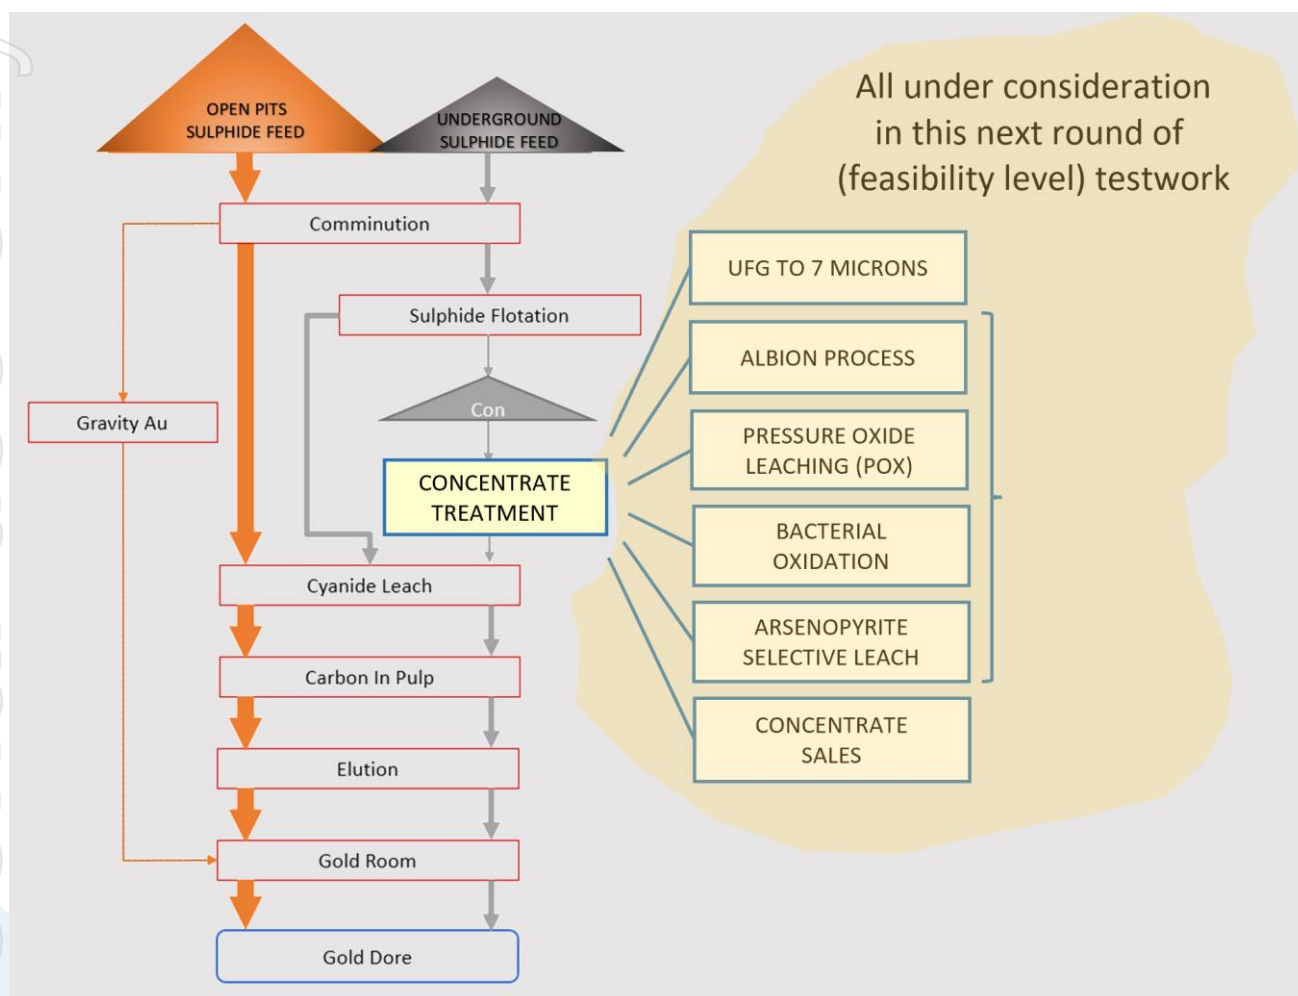 OPEN PITS
SULPHIDE FEED
UNDERGROUND
SULPHIDE FEED
All under consideration
in this next round of
(feasibility level) testwork
Comminution
UFG TO 7 MICRONS
Sulphide Flotation
ALBION PROCESS
Con
Gravity Au
PRESSURE OXIDE
LEACHING (POX)
CONCENTRATE
TREATMENT
BACTERIAL
OXIDATION
Cyanide Leach
ARSENOPYRITE
SELECTIVE LEACH
Carbon In Pulp
CONCENTRATE
SALES
Elution
Gold Room
Gold Dore